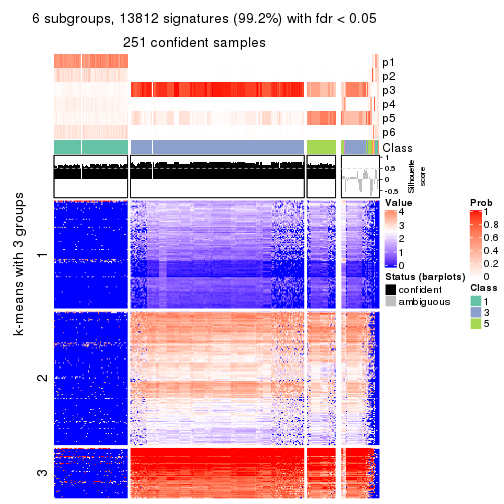 6 subgroups, 13812 signatures (99.2%) with fdr < 0.05
251 confident samples
p1
p2
p3
p4
p5
p6
Class
1
0.5
0
-0.5
Silhouette
score
k-means with 3 groups
1
2
3
Value
4
3
2
1
0
Status (barplots)
confident
ambiguous
Prob
1
0.8
0.6
0.4
0.2
0
Class
1
3
5